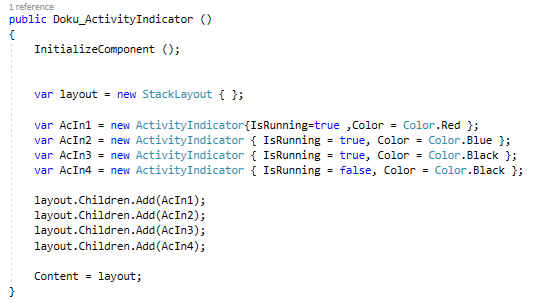 1 reference
public Doku_ActivityIndicator ()
{
InitializeComponent ();
var layout = new StackLayout { };
var AcIn1 = new ActivityIndicator{IsRunning=true ,Color = Color.Red };
var AcIn2 = new ActivityIndicator { IsRunning = true, Color = Color.Blue };
var AcIn3 = new ActivityIndicator { IsRunning = true, Color = Color.Black };
var AcIn4 = new ActivityIndicator { IsRunning = false, Color = Color.Black };
layout.Children.Add(AcIn1);
layout.Children.Add(AcIn2);
layout.Children.Add(AcIn3);
layout.Children.Add(AcIn4);
Content = layout;
}